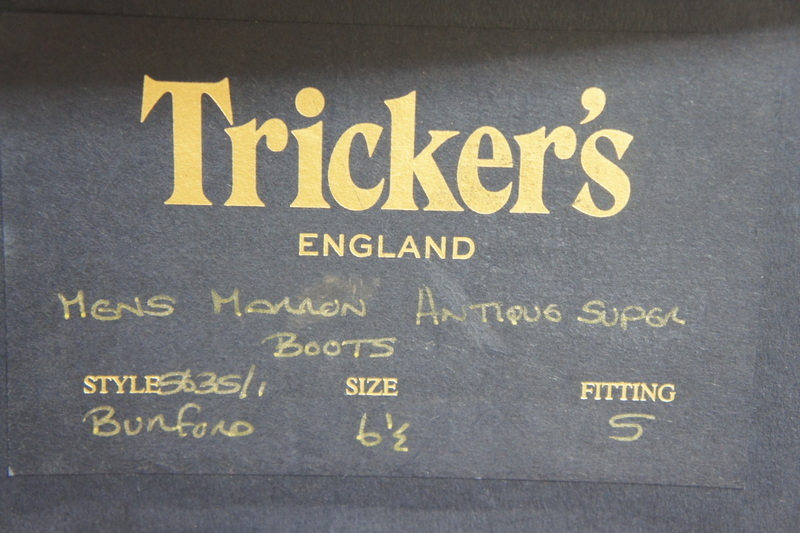 Tricker's
ENGLAND
MENS MARRON ANTIQUE SUPER
BOOTS
STYLE 5635/1 SIZE FITTING
BURFORD 6½ 5